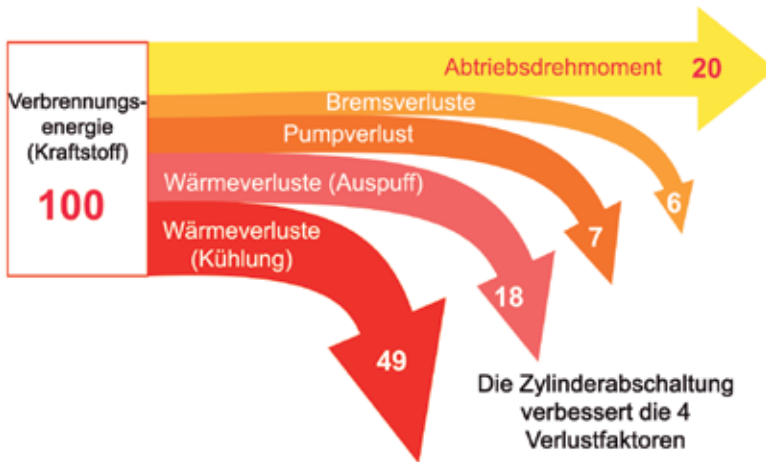 Verbrennungs-
energie
(Kraftstoff)
100
Abtriebsdrehmoment 20
Bremsverluste
6
Pumpverlust
7
Wärmeverluste (Auspuff)
18
Wärmeverluste
(Kühlung)
49
Die Zylinderabschaltung
verbessert die 4
Verlustfaktoren